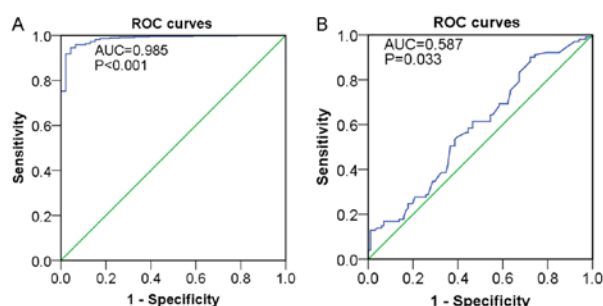 A
ROC curves
AUC=0.985
P<0.001
1.0
0.8
0.6
0.4
0.2
0.0
Sensitivity
0.0 0.2 0.4 0.6 0.8 1.0
1 - Specificity
B
ROC curves
AUC=0.587
P=0.033
1.0
0.8
0.6
0.4
0.2
0.0
Sensitivity
0.0 0.2 0.4 0.6 0.8 1.0
1 - Specificity